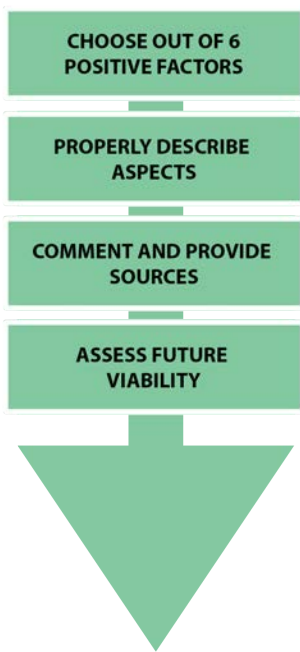 CHOOSE OUT OF 6
POSITIVE FACTORS
PROPERLY DESCRIBE
ASPECTS
COMMENT AND PROVIDE
SOURCES
ASSESS FUTURE
VIABILITY